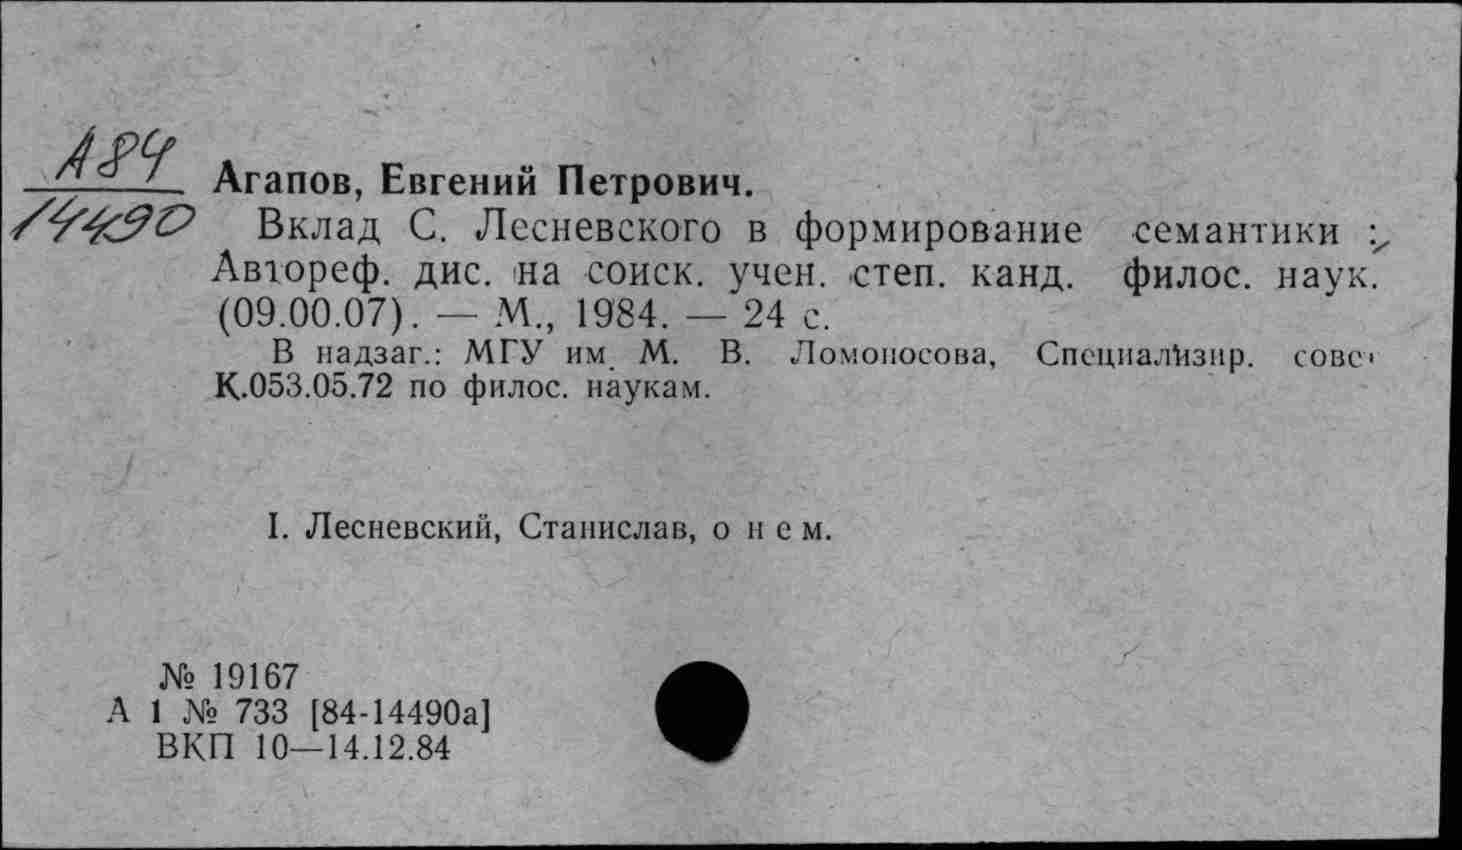 А84
14490
Агапов, Евгений Петрович.
Вклад С. Лесневского в формирование семантики :
Автореф. дис. на соиск. учен. степ. канд. филос. наук.
(09.00.07). — М., 1984. — 24 с.
В надзаг.: МГУ им. М. В. Ломоносова, Специализир. совет
К.053.05.72 по филос. наукам.
I. Лесневский, Станислав, о нем.
№ 19167
А 1 № 733 [84-14490а]
ВКП 10—14.12.84